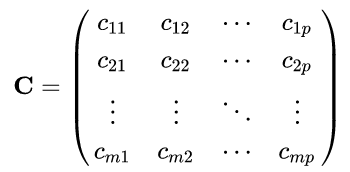 C = ( c₁₁ c₁₂ ⋯ c₁ₚ
c₂₁ c₂₂ ⋯ c₂ₚ
⋮ ⋮ ⋱ ⋮
cₘ₁ cₘ₂ ⋯ cₘₚ )